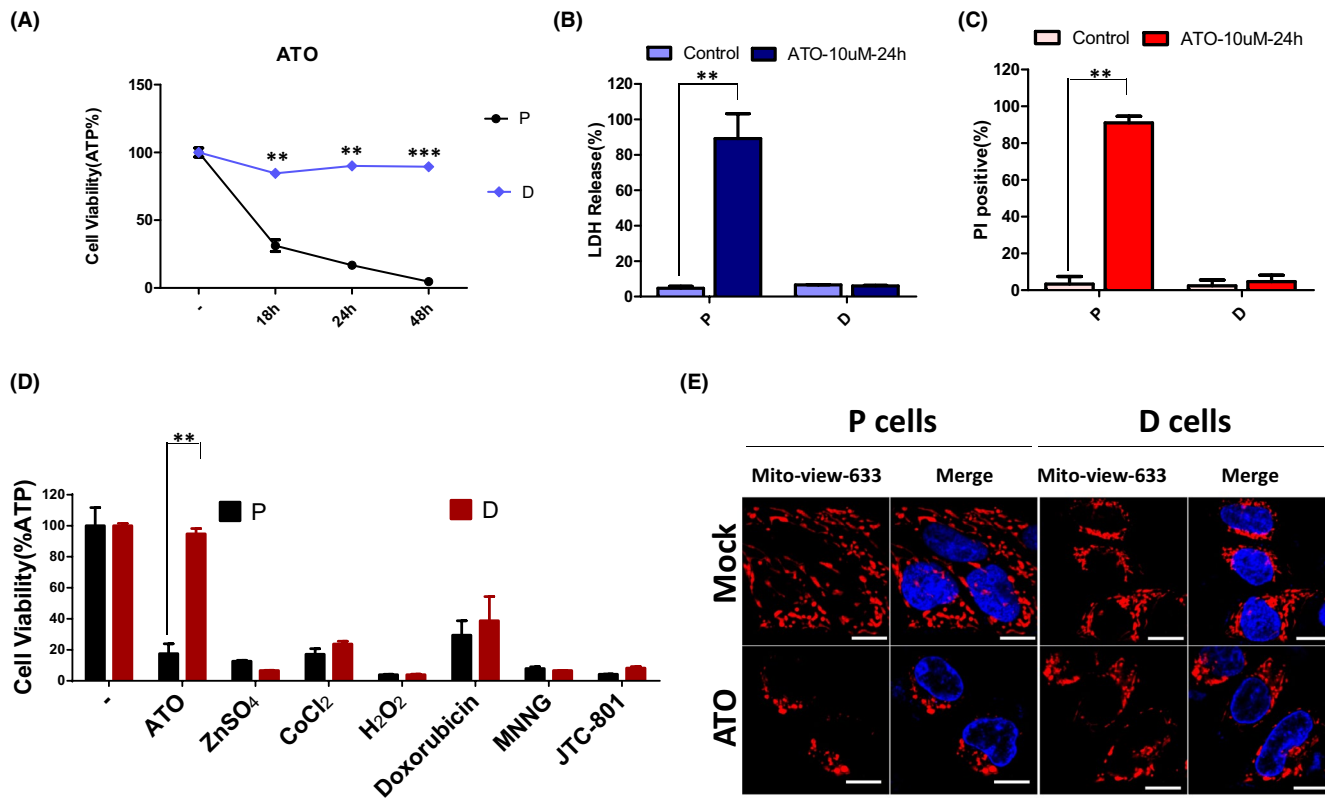 (A)
ATO
Cell Viability(ATP%)
150
100
50
0
**
**
***
-
18h
24h
48h
P
D
(B)
Control
ATO-10uM-24h
LDH Release(%)
120
100
80
60
40
20
0
**
P
D
(C)
Control
ATO-10uM-24h
PI positive(%)
120
100
80
60
40
20
0
**
P
D
(D)
Cell Viability(%ATP)
120
100
80
60
40
20
0
**
P
D
-
ATO
ZnSO4
CoCl2
H2O2
Doxorubicin
MNNG
JTC-801
(E)
P cells
D cells
Mito-view-633
Merge
Mito-view-633
Merge
Mock
ATO